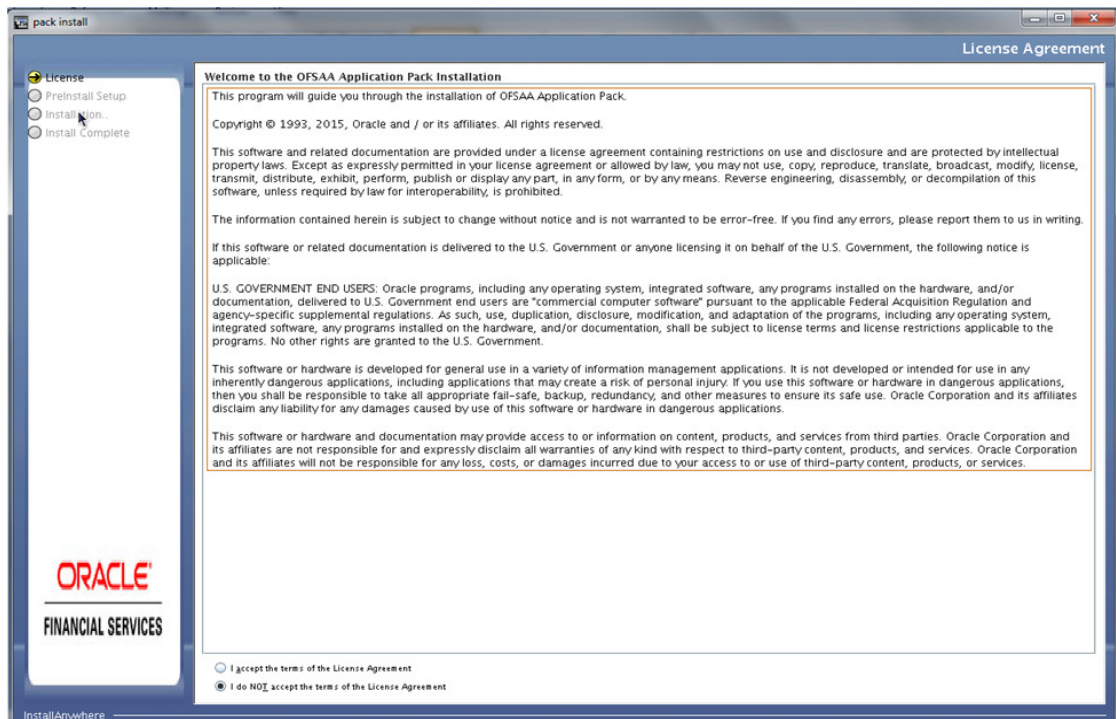 pack install
License Agreement
License
PreInstall Setup
Installation..
Install Complete
Welcome to the OFSAA Application Pack Installation
This program will guide you through the installation of OFSAA Application Pack.
Copyright © 1993, 2015, Oracle and / or its affiliates. All rights reserved.
This software and related documentation are provided under a license agreement containing restrictions on use and disclosure and are protected by intellectual
property laws. Except as expressly permitted in your license agreement or allowed by law, you may not use, copy, reproduce, translate, broadcast, modify, license,
transmit, distribute, exhibit, perform, publish or display any part, in any form, or by any means. Reverse engineering, disassembly, or decompilation of this
software, unless required by law for interoperability, is prohibited.
The information contained herein is subject to change without notice and is not warranted to be error-free. If you find any errors, please report them to us in writing.
If this software or related documentation is delivered to the U.S. Government or anyone licensing it on behalf of the U.S. Government, the following notice is
applicable:
U.S. GOVERNMENT END USERS: Oracle programs, including any operating system, integrated software, any programs installed on the hardware, and/or
documentation, delivered to U.S. Government end users are "commercial computer software" pursuant to the applicable Federal Acquisition Regulation and
agency-specific supplemental regulations. As such, use, duplication, disclosure, modification, and adaptation of the programs, including any operating system,
integrated software, any programs installed on the hardware, and/or documentation, shall be subject to license terms and license restrictions applicable to the
programs. No other rights are granted to the U.S. Government.
This software or hardware is developed for general use in a variety of information management applications. It is not developed or intended for use in any
inherently dangerous applications, including applications that may create a risk of personal injury. If you use this software or hardware in dangerous applications,
then you shall be responsible to take all appropriate fail-safe, backup, redundancy, and other measures to ensure its safe use. Oracle Corporation and its affiliates
disclaim any liability for any damages caused by use of this software or hardware in dangerous applications.
This software or hardware and documentation may provide access to or information on content, products, and services from third parties. Oracle Corporation and
its affiliates are not responsible for and expressly disclaim all warranties of any kind with respect to third-party content, products, and services. Oracle Corporation
and its affiliates will not be responsible for any loss, costs, or damages incurred due to your access to or use of third-party content, products, or services.
ORACLE
FINANCIAL SERVICES
I accept the terms of the License Agreement
I do NOT accept the terms of the License Agreement
InstallAnywhere